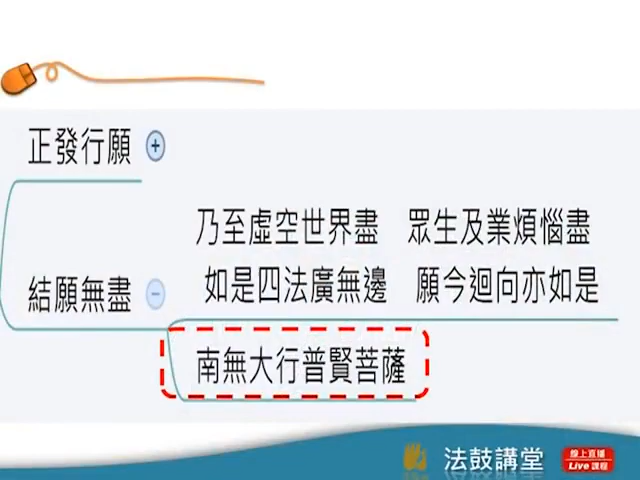 正發行願
乃至虛空世界盡 眾生及業煩惱盡
結願無盡
如是四法廣無邊 願今迴向亦如是
南無大行普賢菩薩
法鼓講堂
線上直播
Live 課程